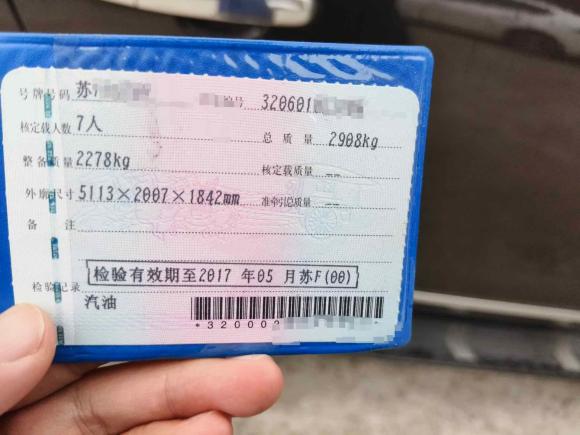 号牌号码 苏 编号 320601
核定载人数 7人 总质量 2908kg
整备质量 2278kg 核定载质量 --
外廓尺寸 5113×2007×1842mm 准牵引总质量 --
备注
检验记录 检验有效期至2017 年05 月苏F(00)
汽油
*320002